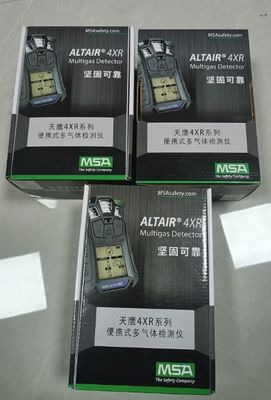 MSAsafety.com
ALTAIR® 4XR
Multigas Detector
坚固可靠
天鹰4XR系列
便携式多气体检测仪
MSA
The Safety Company
MSAsafety.com
ALTAIR® 4XR
Multigas Detector
坚固可靠
天鹰4XR系列
便携式多气体检测仪
MSA
The Safety Company
MSAsafety.com
ALTAIR® 4XR
Multigas Detector
坚固可靠
天鹰4XR系列
便携式多气体检测仪
MSA
The Safety Company